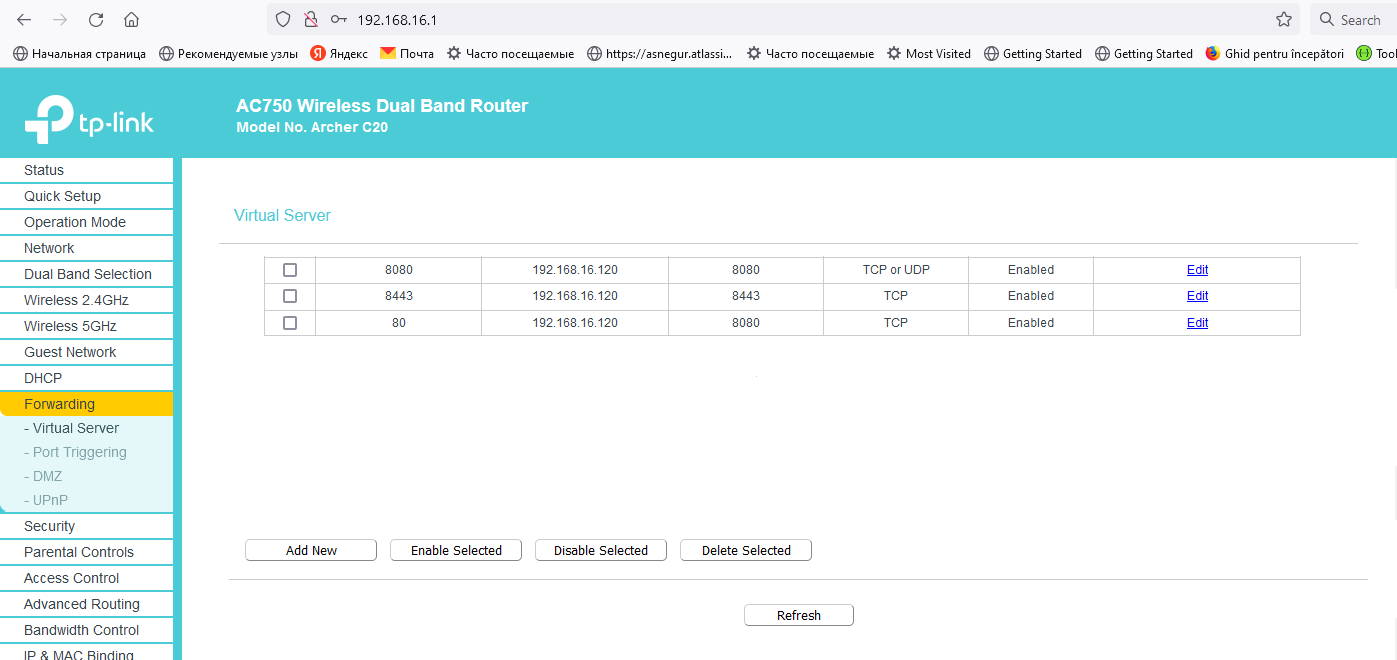 192.168.16.1
Search
Начальная страница Рекомендуемые узлы Яндекс Почта Часто посещаемые https://asnegur.atlassi... Часто посещаемые Most Visited Getting Started Getting Started Ghid pentru începători Tool
tp-link
AC750 Wireless Dual Band Router
Model No. Archer C20
Status
Quick Setup
Operation Mode
Network
Dual Band Selection
Wireless 2.4GHz
Wireless 5GHz
Guest Network
DHCP
Forwarding
- Virtual Server
- Port Triggering
- DMZ
- UPnP
Security
Parental Controls
Access Control
Advanced Routing
Bandwidth Control
IP & MAC Binding
Virtual Server
8080 192.168.16.120 8080 TCP or UDP Enabled Edit
8443 192.168.16.120 8443 TCP Enabled Edit
80 192.168.16.120 8080 TCP Enabled Edit
Add New Enable Selected Disable Selected Delete Selected
Refresh